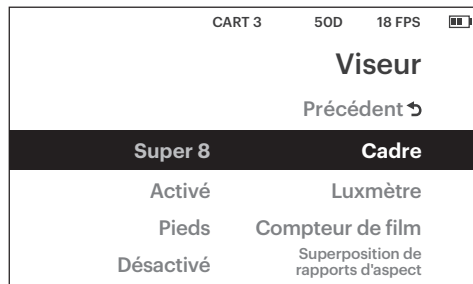 CART 3 50D 18 FPS
Viseur
Précédent
Super 8 Cadre
Activé Luxmètre
Pieds Compteur de film
Désactivé Superposition de
rapports d'aspect